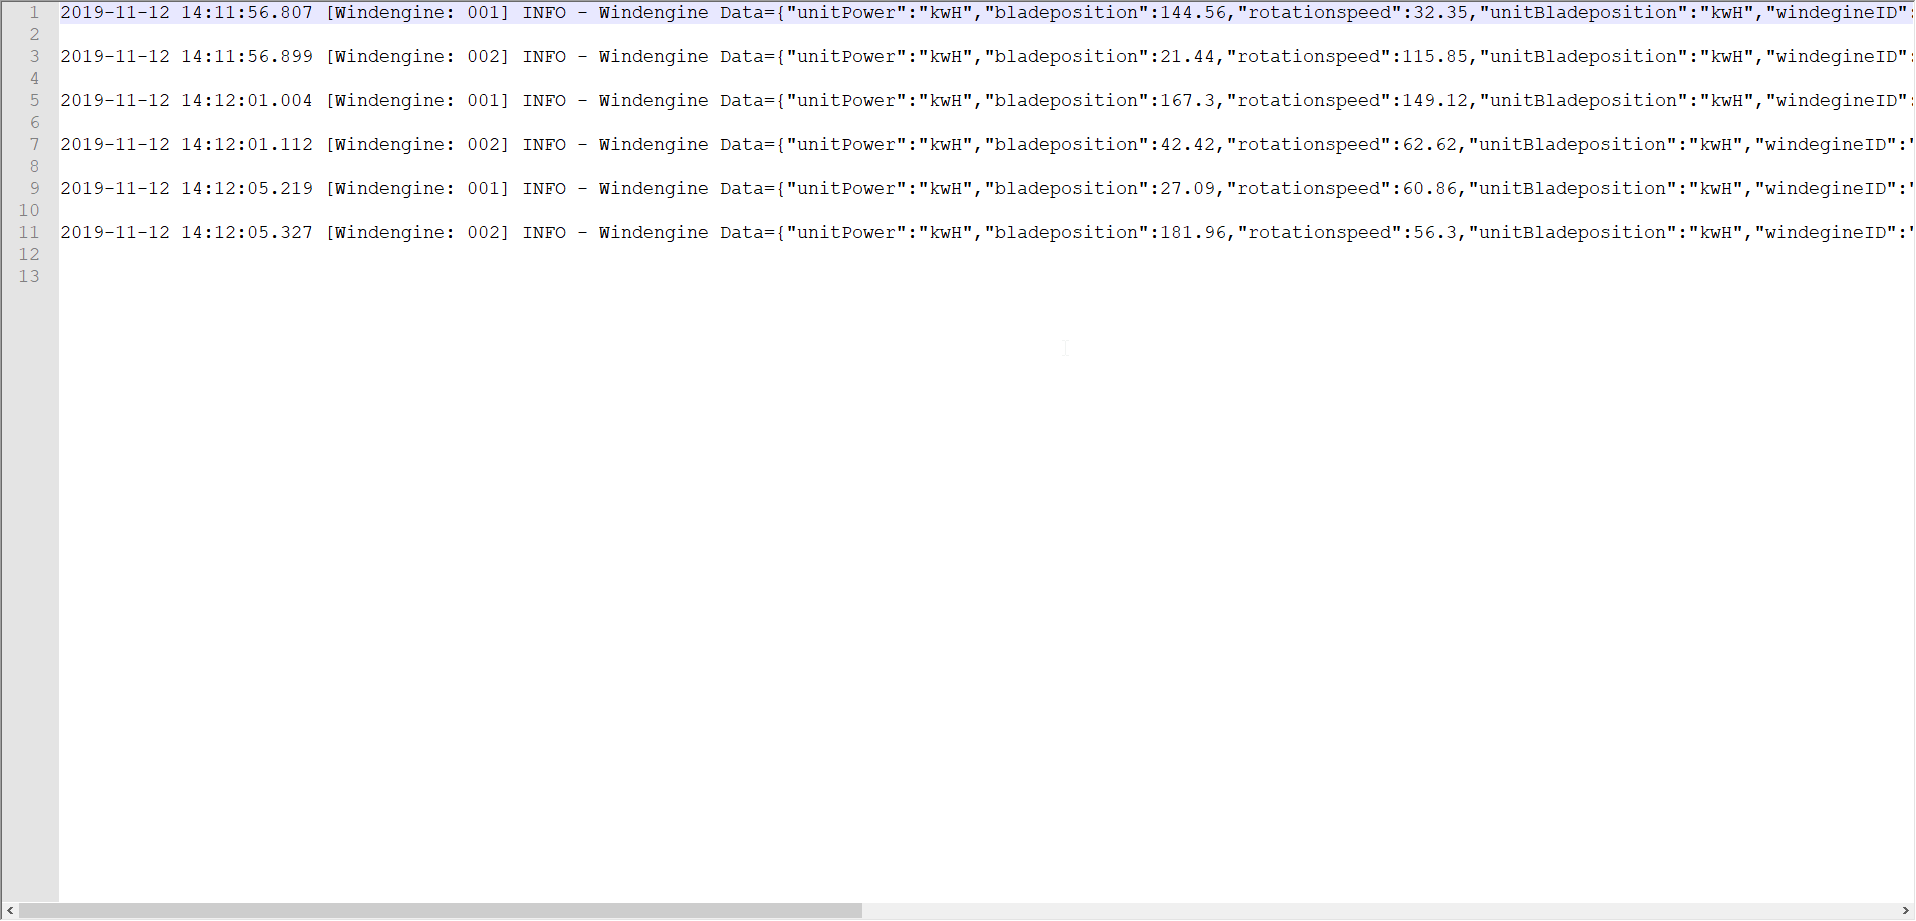 1 2019-11-12 14:11:56.807 [Windengine: 001] INFO - Windengine Data={"unitPower":"kwH","bladeposition":144.56,"rotationspeed":32.35,"unitBladeposition":"kwH","windegineID":
2
3 2019-11-12 14:11:56.899 [Windengine: 002] INFO - Windengine Data={"unitPower":"kwH","bladeposition":21.44,"rotationspeed":115.85,"unitBladeposition":"kwH","windegineID":
4
5 2019-11-12 14:12:01.004 [Windengine: 001] INFO - Windengine Data={"unitPower":"kwH","bladeposition":167.3,"rotationspeed":149.12,"unitBladeposition":"kwH","windegineID":
6
7 2019-11-12 14:12:01.112 [Windengine: 002] INFO - Windengine Data={"unitPower":"kwH","bladeposition":42.42,"rotationspeed":62.62,"unitBladeposition":"kwH","windegineID":"
8
9 2019-11-12 14:12:05.219 [Windengine: 001] INFO - Windengine Data={"unitPower":"kwH","bladeposition":27.09,"rotationspeed":60.86,"unitBladeposition":"kwH","windegineID":"
10
11 2019-11-12 14:12:05.327 [Windengine: 002] INFO - Windengine Data={"unitPower":"kwH","bladeposition":181.96,"rotationspeed":56.3,"unitBladeposition":"kwH","windegineID":"
12
13